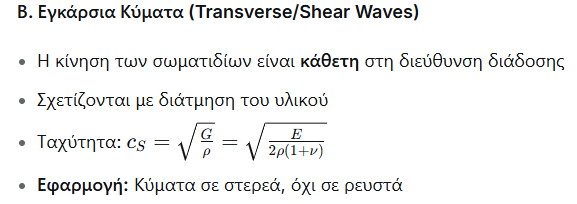 Β. Εγκάρσια Κύματα (Transverse/Shear Waves)
• Η κίνηση των σωματιδίων είναι κάθετη στη διεύθυνση διάδοσης
• Σχετίζονται με διάτμηση του υλικού
• Ταχύτητα: $c_S = \sqrt{\frac{G}{\rho}} = \sqrt{\frac{E}{2\rho(1+\nu)}}$
• Εφαρμογή: Κύματα σε στερεά, όχι σε ρευστά